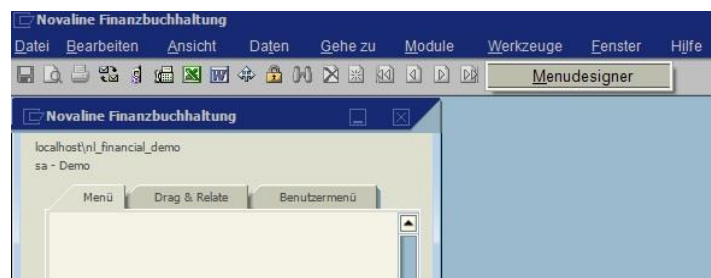 Novaline Finanzbuchhaltung
Datei Bearbeiten Ansicht Daten Gehe zu Module Werkzeuge Fenster Hilfe
Menudesigner
Novaline Finanzbuchhaltung
localhost\nl_financial_demo
sa - Demo
Menü Drag & Relate Benutzermenü